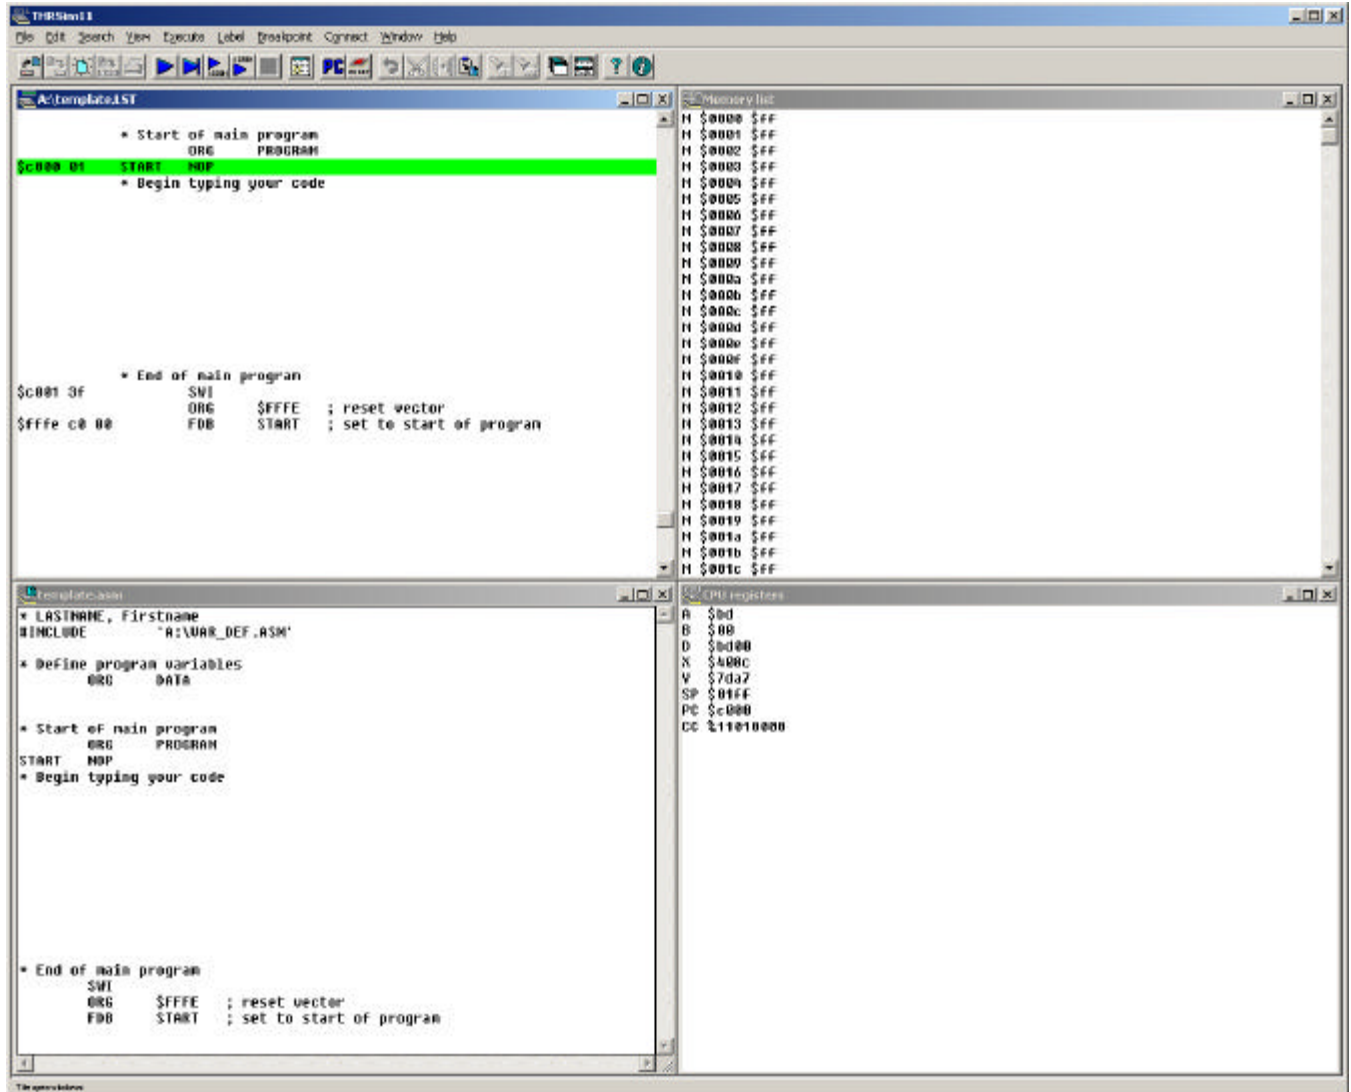 THRSim11
File Edit Search View Execute Label Breakpoint Connect Window Help
A:\template.LST
* Start of main program
ORG PROGRAM
$c000 01 START NOP
* Begin typing your code
* End of main program
$c001 3f SWI
ORG $FFFE ; reset vector
$fffe c0 00 FDB START ; set to start of program
Memory list
M $0000 $ff
M $0001 $ff
M $0002 $ff
M $0003 $ff
M $0004 $ff
M $0005 $ff
M $0006 $ff
M $0007 $ff
M $0008 $ff
M $0009 $ff
M $000a $ff
M $000b $ff
M $000c $ff
M $000d $ff
M $000e $ff
M $000f $ff
M $0010 $ff
M $0011 $ff
M $0012 $ff
M $0013 $ff
M $0014 $ff
M $0015 $ff
M $0016 $ff
M $0017 $ff
M $0018 $ff
M $0019 $ff
M $001a $ff
M $001b $ff
M $001c $ff
template.asm
* LASTNAME, Firstname
#INCLUDE 'A:\VAR_DEF.ASM'
* Define program variables
ORG DATA
* Start of main program
ORG PROGRAM
START NOP
* Begin typing your code
* End of main program
SWI
ORG $FFFE ; reset vector
FDB START ; set to start of program
CPU registers
A $bd
B $00
D $bd00
X $400c
Y $7da7
SP $01ff
PC $c000
CC %11010000